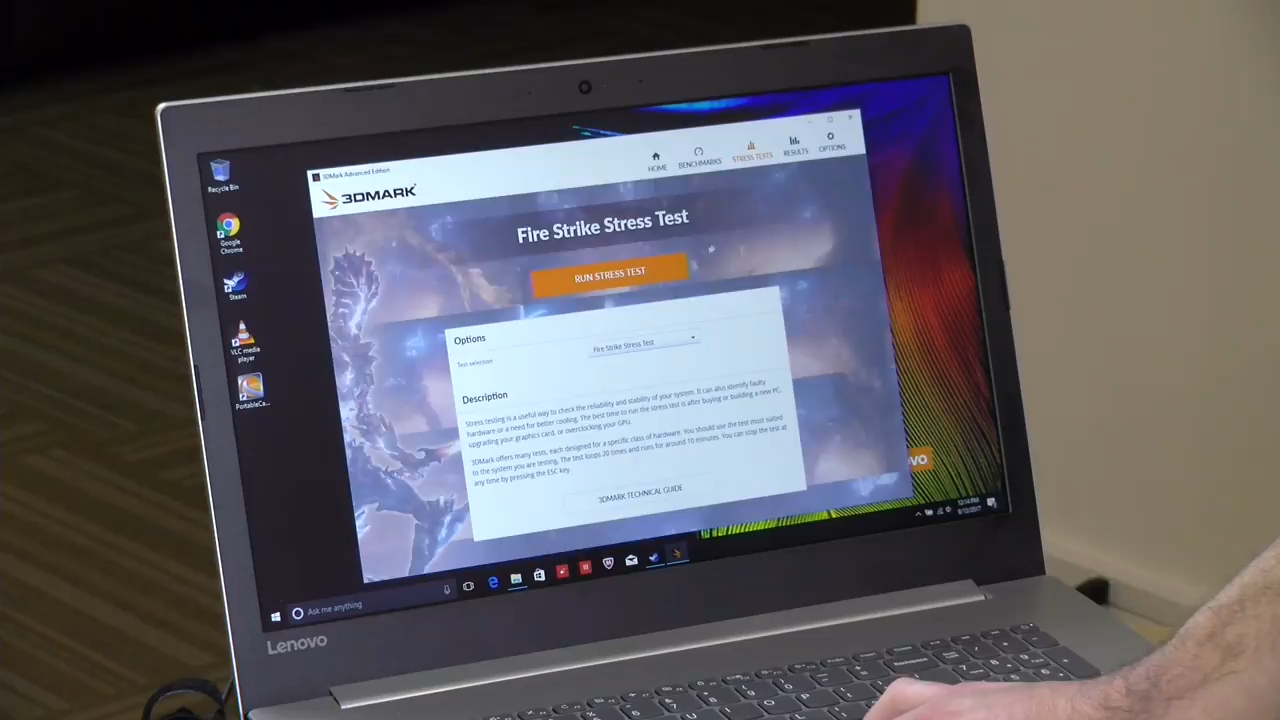 Recycle Bin
Google Chrome
Steam
VLC media player
PortableCa...
3DMark Advanced Edition
3DMARK
HOME
BENCHMARKS
STRESS TESTS
RESULTS
OPTIONS
Fire Strike Stress Test
RUN STRESS TEST
Options
Test selection
Fire Strike Stress Test
Description
Stress testing is a useful way to check the reliability and stability of your system. It can also identify faulty
hardware or a need for better cooling. The best time to run the stress test is after buying or building a new PC,
upgrading your graphics card, or overclocking your GPU.
3DMark offers many tests, each designed for a specific class of hardware. You should use the test most suited
to the system you are testing. The test loops 20 times and runs for around 10 minutes. You can stop the test at
any time by pressing the ESC key.
3DMARK TECHNICAL GUIDE
Ask me anything
12:14 PM
9/13/2017
Lenovo